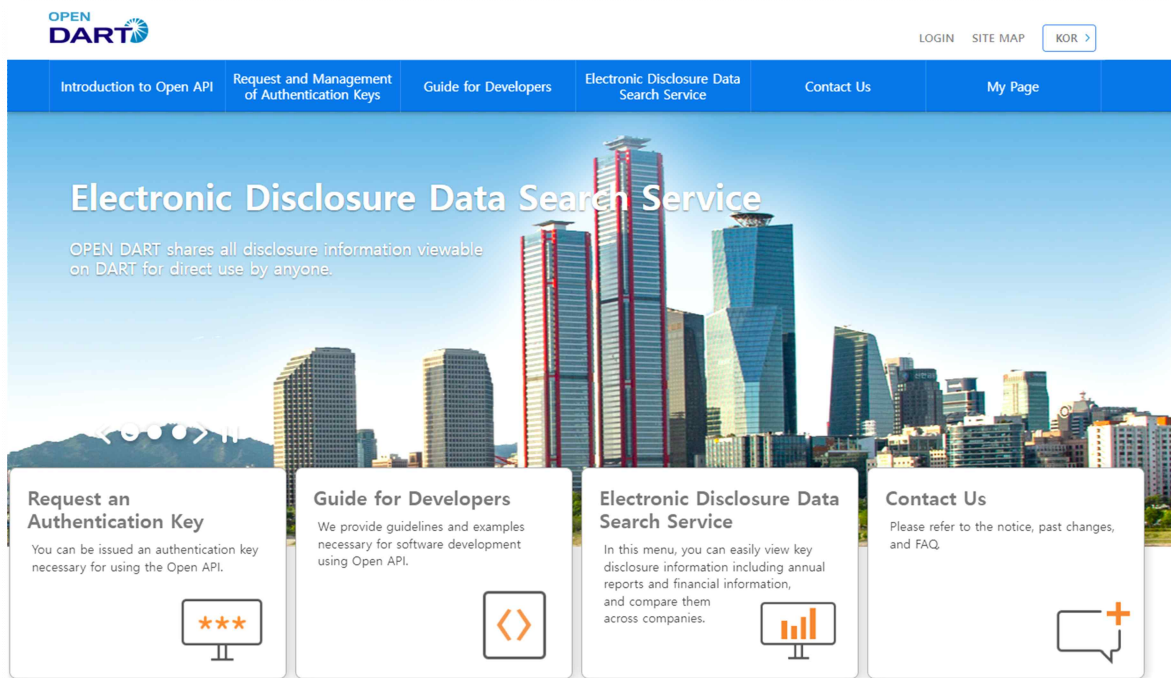 OPEN
DART
LOGIN SITE MAP KOR >
Introduction to Open API
Request and Management
of Authentication Keys
Guide for Developers
Electronic Disclosure Data
Search Service
Contact Us
My Page
Electronic Disclosure Data Search Service
OPEN DART shares all disclosure information viewable
on DART for direct use by anyone.
Request an
Authentication Key
You can be issued an authentication key
necessary for using the Open API.
***
Guide for Developers
We provide guidelines and examples
necessary for software development
using Open API.
Electronic Disclosure Data
Search Service
In this menu, you can easily view key
disclosure information including annual
reports and financial information,
and compare them
across companies.
Contact Us
Please refer to the notice, past changes,
and FAQ.